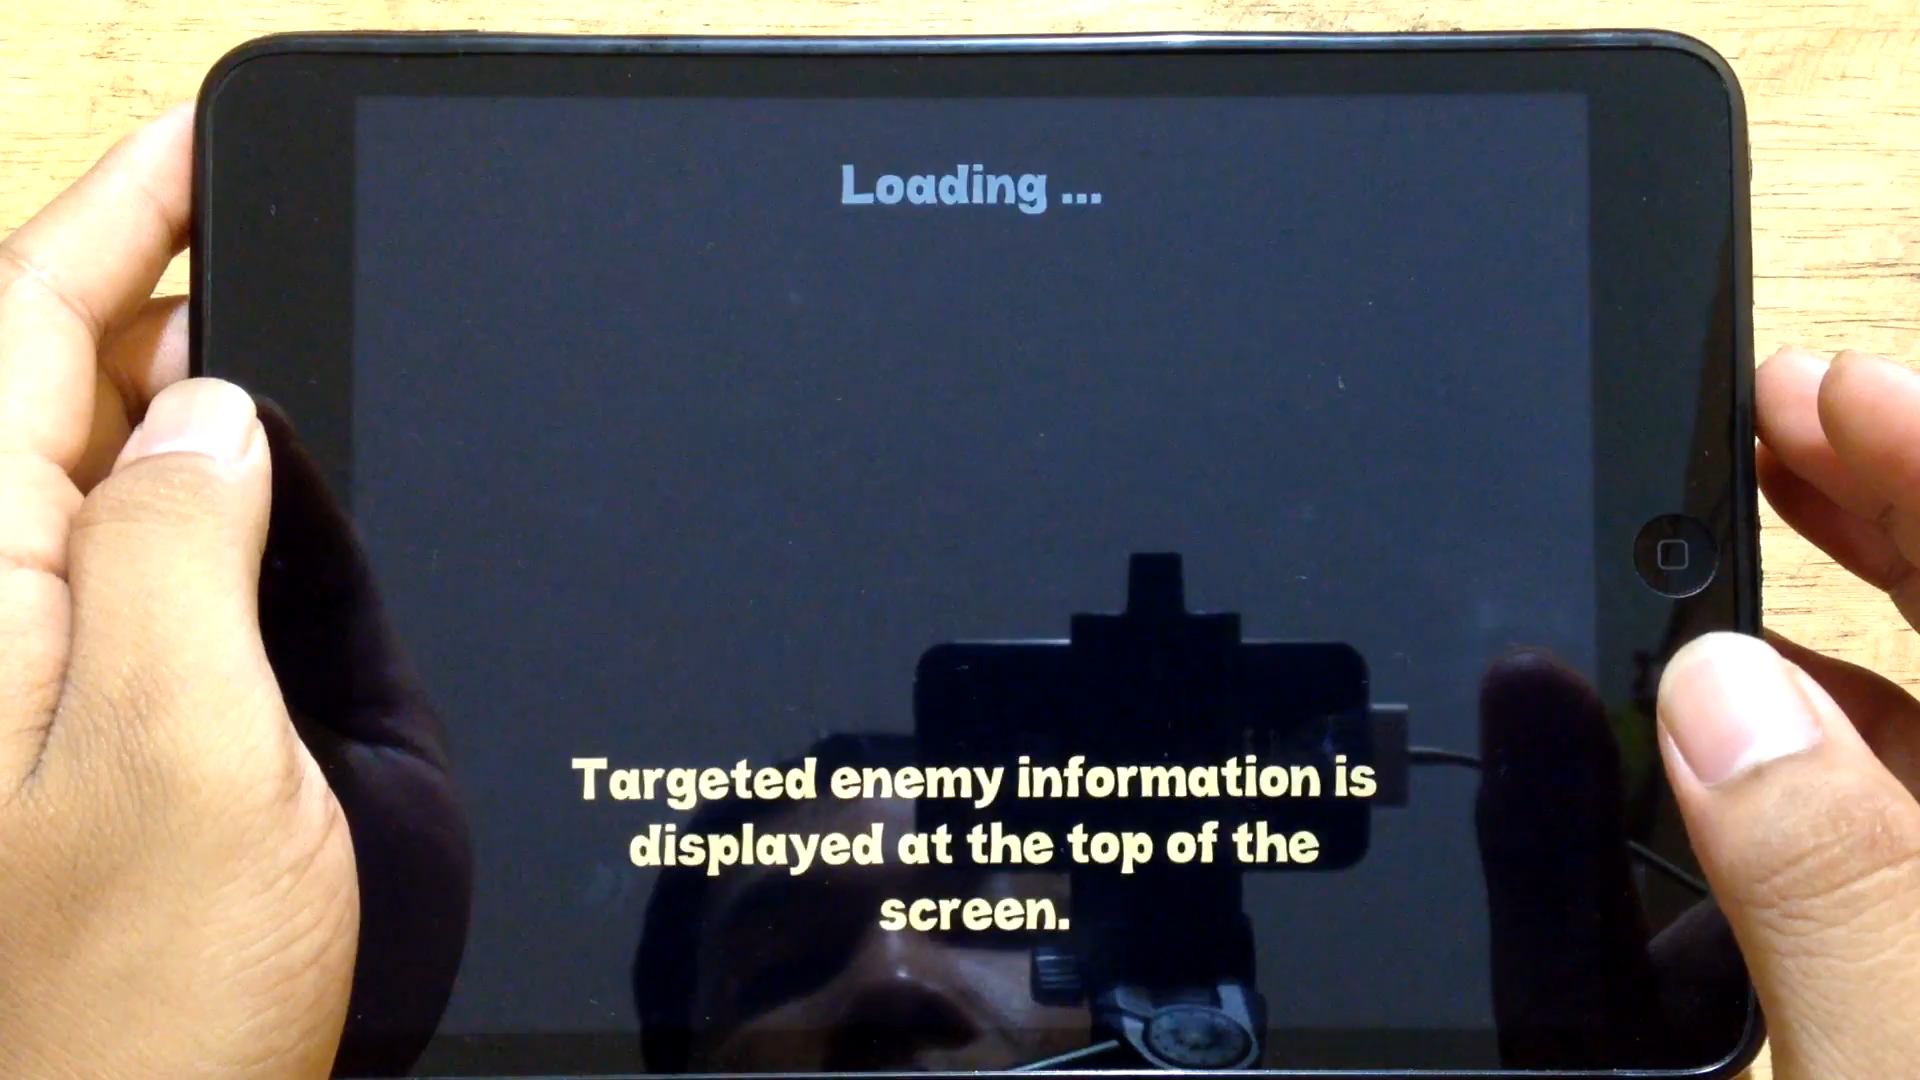 Loading ...
Targeted enemy information is
displayed at the top of the
screen.